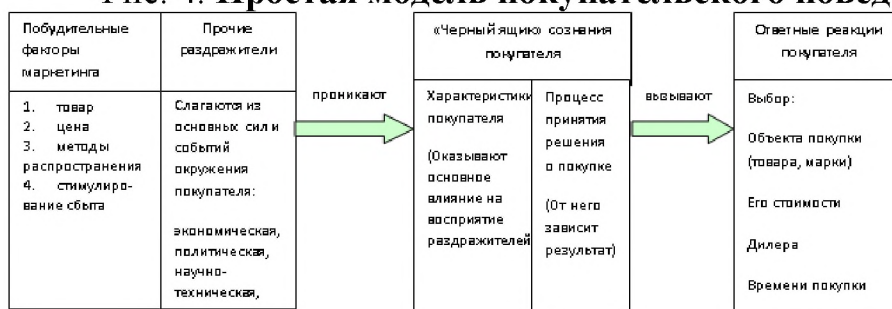 Рис. 4. Простая модель покупательского повед
Побудительные
факторы
маркетинга
Прочие
раздражители
1. товар
2. цена
3. методы
распространения
4. стимулиро-
вание сбыта
Слагаются из
основных сил и
событий
окружения
покупателя:
экономическая,
политическая,
научно-
техническая,
проникают
«Черный ящик» сознания
покупателя
Характеристики
покупателя
(Оказывают
основное
влияние на
восприятие
раздражителей
Процесс
принятия
решения
о покупке
(От него
зависит
результат)
вызывают
Ответные реакции
покупателя
Выбор:
Объекта покупки
(товара, марки)
Его стоимости
Дилера
Времени покупки